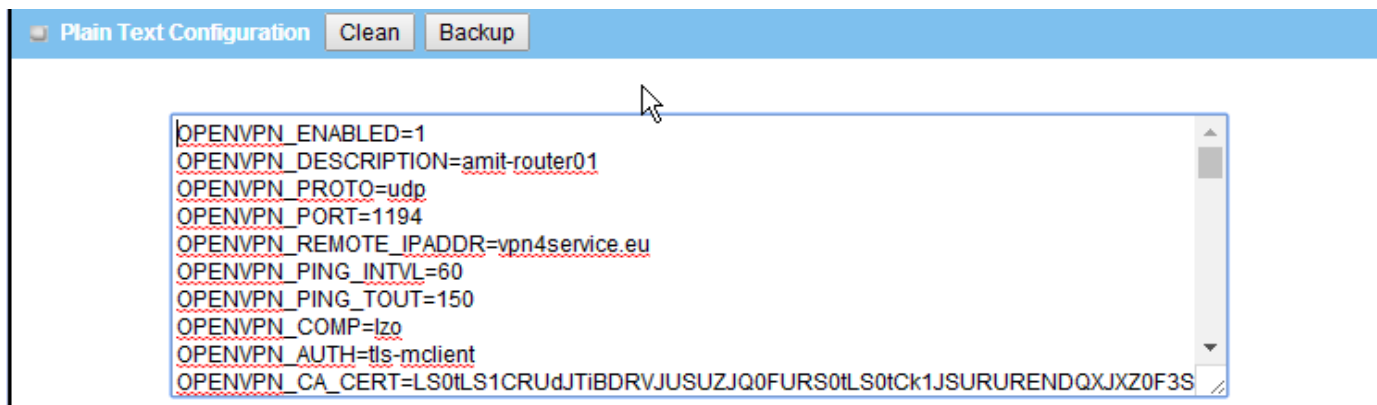 Plain Text Configuration Clean Backup
OPENVPN_ENABLED=1
OPENVPN_DESCRIPTION=amit-router01
OPENVPN_PROTO=udp
OPENVPN_PORT=1194
OPENVPN_REMOTE_IPADDR=vpn4service.eu
OPENVPN_PING_INTVL=60
OPENVPN_PING_TOUT=150
OPENVPN_COMP=lzo
OPENVPN_AUTH=tls-mclient
OPENVPN_CA_CERT=LS0tLS1CRUdJTiBDRVJUSUZJQ0FURS0tLS0tCk1JSURURENDQXJXZ0F3S